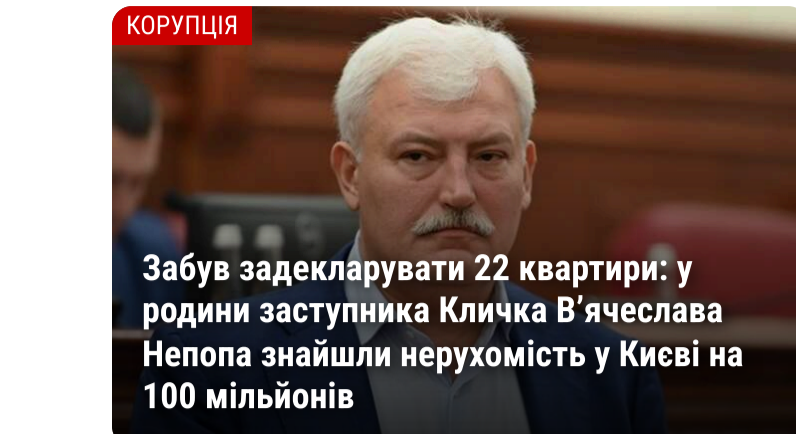 КОРУПЦІЯ
Забув задекларувати 22 квартири: у
родини заступника Кличка В’ячеслава
Непопа знайшли нерухомість у Києві на
100 мільйонів